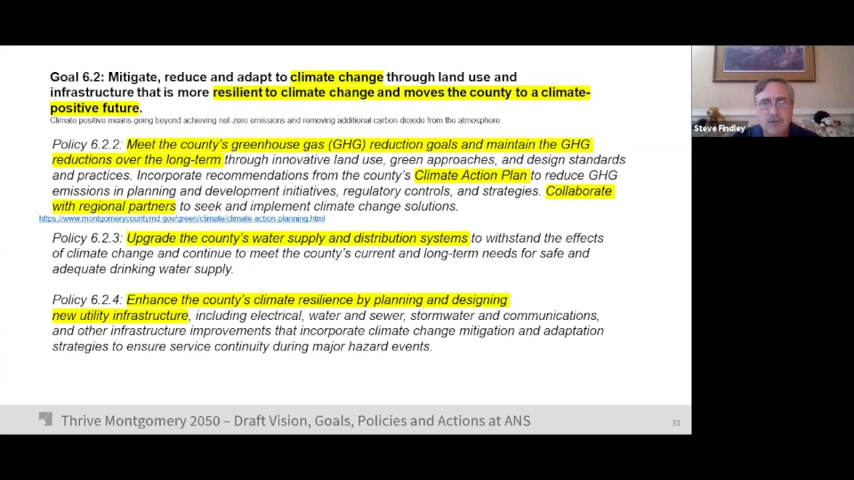 Goal 6.2: Mitigate, reduce and adapt to climate change through land use and
infrastructure that is more resilient to climate change and moves the county to a climate-
positive future.
Climate positive means going beyond achieving net-zero emissions and removing additional carbon dioxide from the atmosphere.
Policy 6.2.2: Meet the county's greenhouse gas (GHG) reduction goals and maintain the GHG
reductions over the long-term through innovative land use, green approaches, and design standards
and practices. Incorporate recommendations from the county's Climate Action Plan to reduce GHG
emissions in planning and development initiatives, regulatory controls, and strategies. Collaborate
with regional partners to seek and implement climate change solutions.
https://www.montgomerycountymd.gov/green/climate/climate-action-planning.html
Policy 6.2.3: Upgrade the county's water supply and distribution systems to withstand the effects
of climate change and continue to meet the county's current and long-term needs for safe and
adequate drinking water supply.
Policy 6.2.4: Enhance the county's climate resilience by planning and designing
new utility infrastructure, including electrical, water and sewer, stormwater and communications,
and other infrastructure improvements that incorporate climate change mitigation and adaptation
strategies to ensure service continuity during major hazard events.
Thrive Montgomery 2050 – Draft Vision, Goals, Policies and Actions at ANS
31
Steve Findley